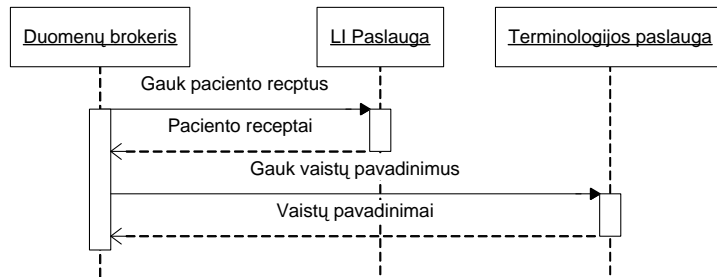 Duomenų brokeris
LI Paslauga
Terminologijos paslauga
Gauk paciento recptus
Paciento receptai
Gauk vaistų pavadinimus
Vaistų pavadinimai